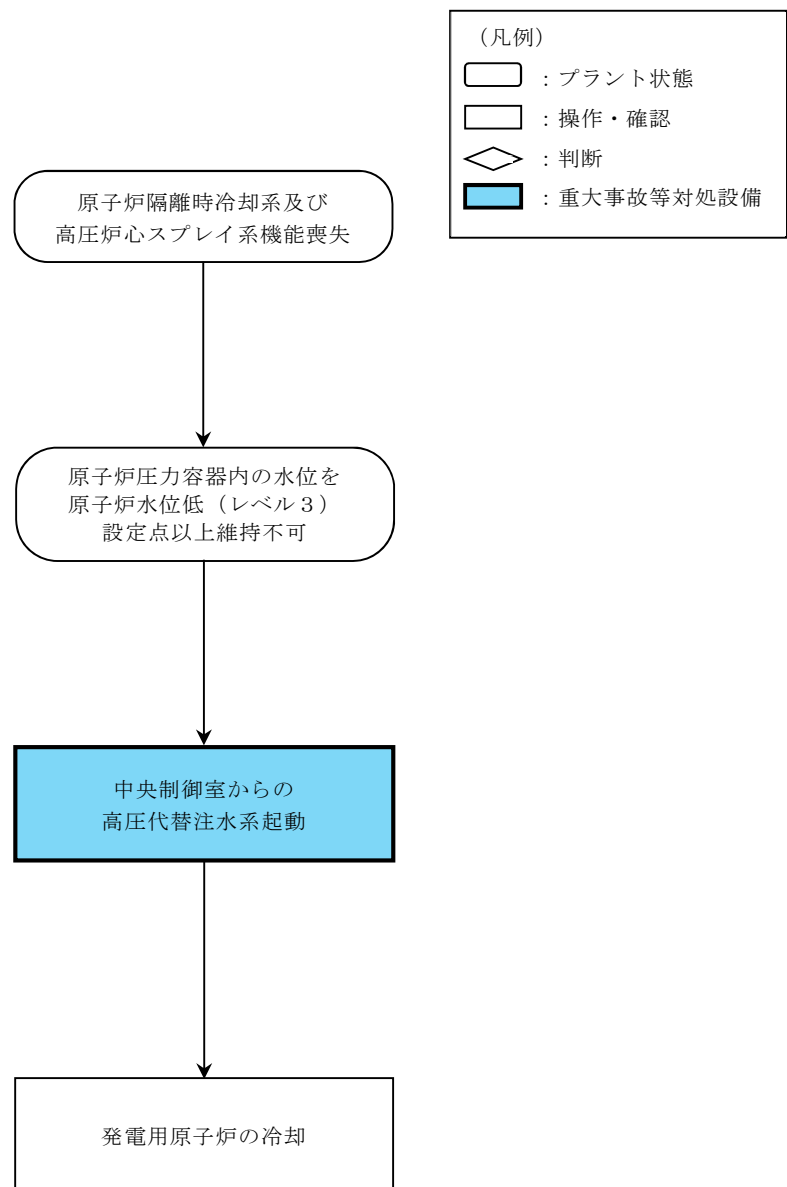 (凡例)
:プラント状態
:操作・確認
:判断
:重大事故等対処設備
原子炉隔離時冷却系及び
高圧炉心スプレイ系機能喪失
原子炉圧力容器内の水位を
原子炉水位低(レベル3)
設定点以上維持不可
中央制御室からの
高圧代替注水系起動
発電用原子炉の冷却